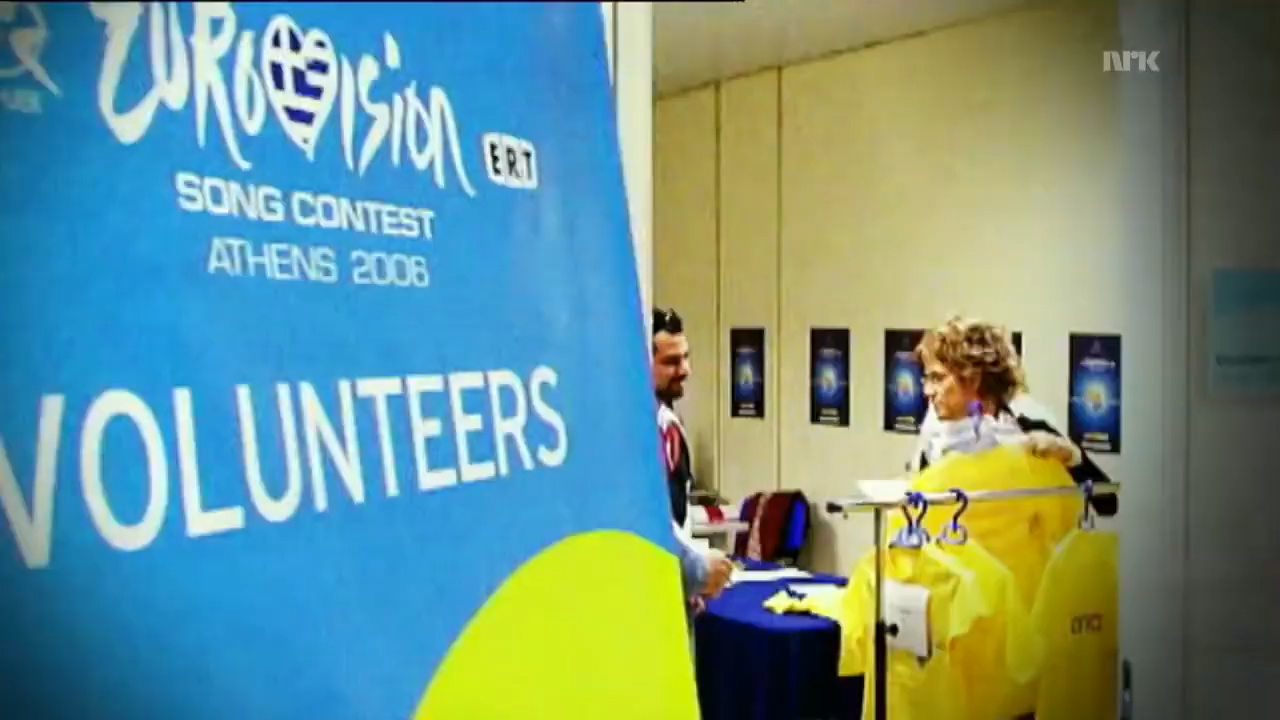 EUROVISION
ERT
SONG CONTEST
ATHENS 2006
VOLUNTEERS
NRK